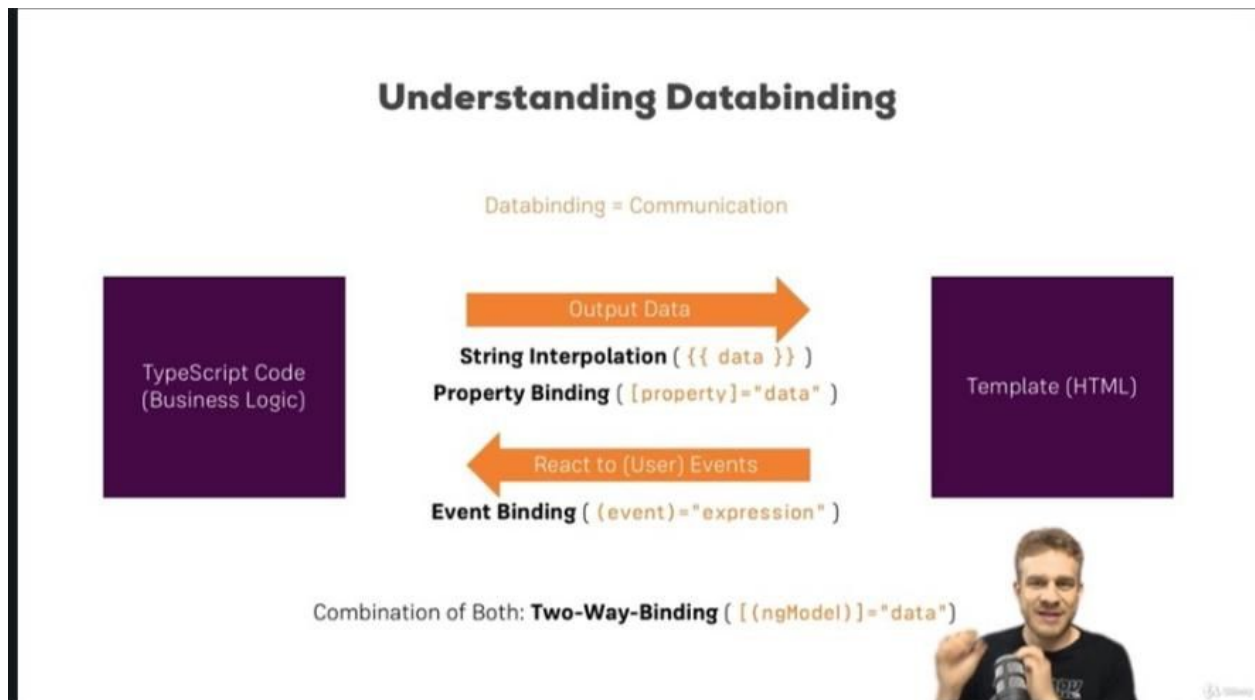 Understanding Databinding
Databinding = Communication
TypeScript Code
(Business Logic)
Output Data
String Interpolation ( {{ data }} )
Property Binding ( [property]="data" )
React to (User) Events
Event Binding ( (event)="expression" )
Template (HTML)
Combination of Both: Two-Way-Binding ( [(ngModel)]="data")